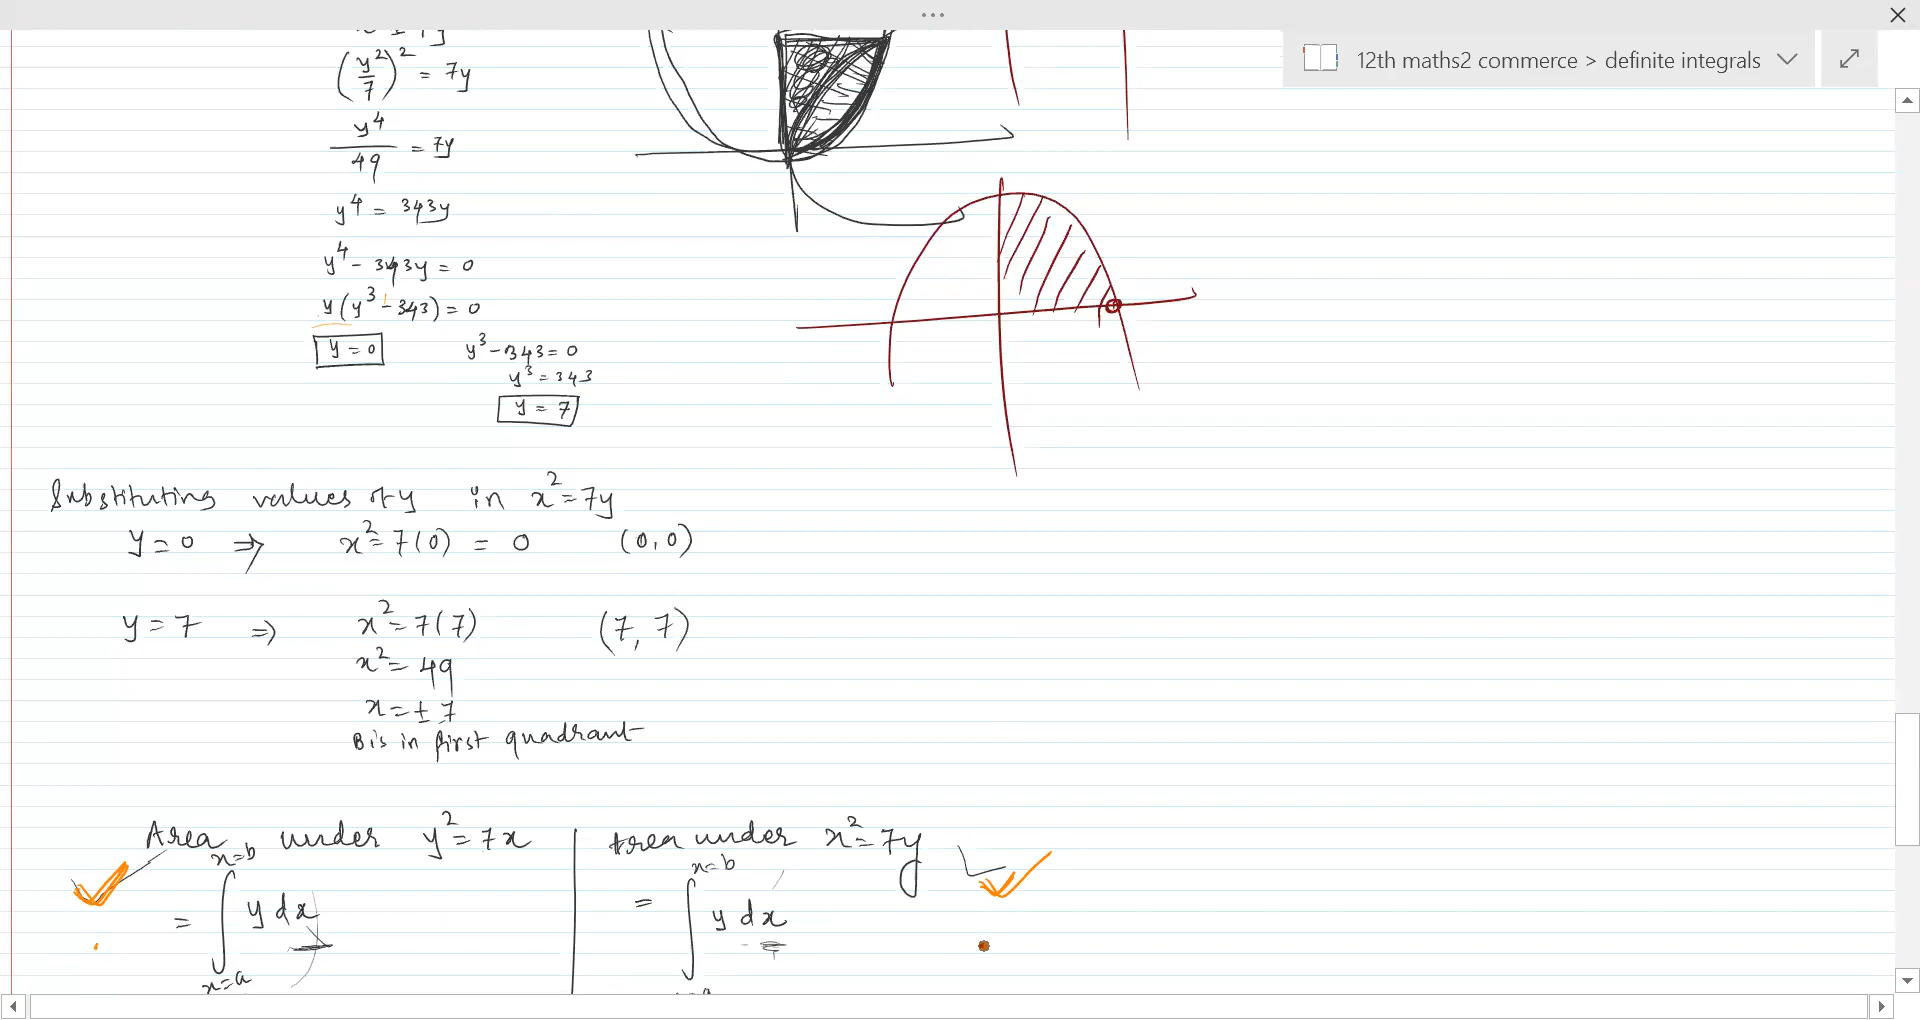 12th maths2 commerce > definite integrals
(y²/7)² = 7y
y⁴/49 = 7y
y⁴ = 343y
y⁴ - 343y = 0
y(y³ - 343) = 0
y = 0
y³ - 343 = 0
y³ = 343
y = 7
Substituting values of y in x² = 7y
y = 0 ⇒ x² = 7(0) = 0 (0,0)
y = 7 ⇒ x² = 7(7) (7, 7)
x² = 49
x = ± 7
B is in first quadrant
Area under y² = 7x
x=b
= ∫ y dx
x=a
Area under x² = 7y
x=b
= ∫ y dx